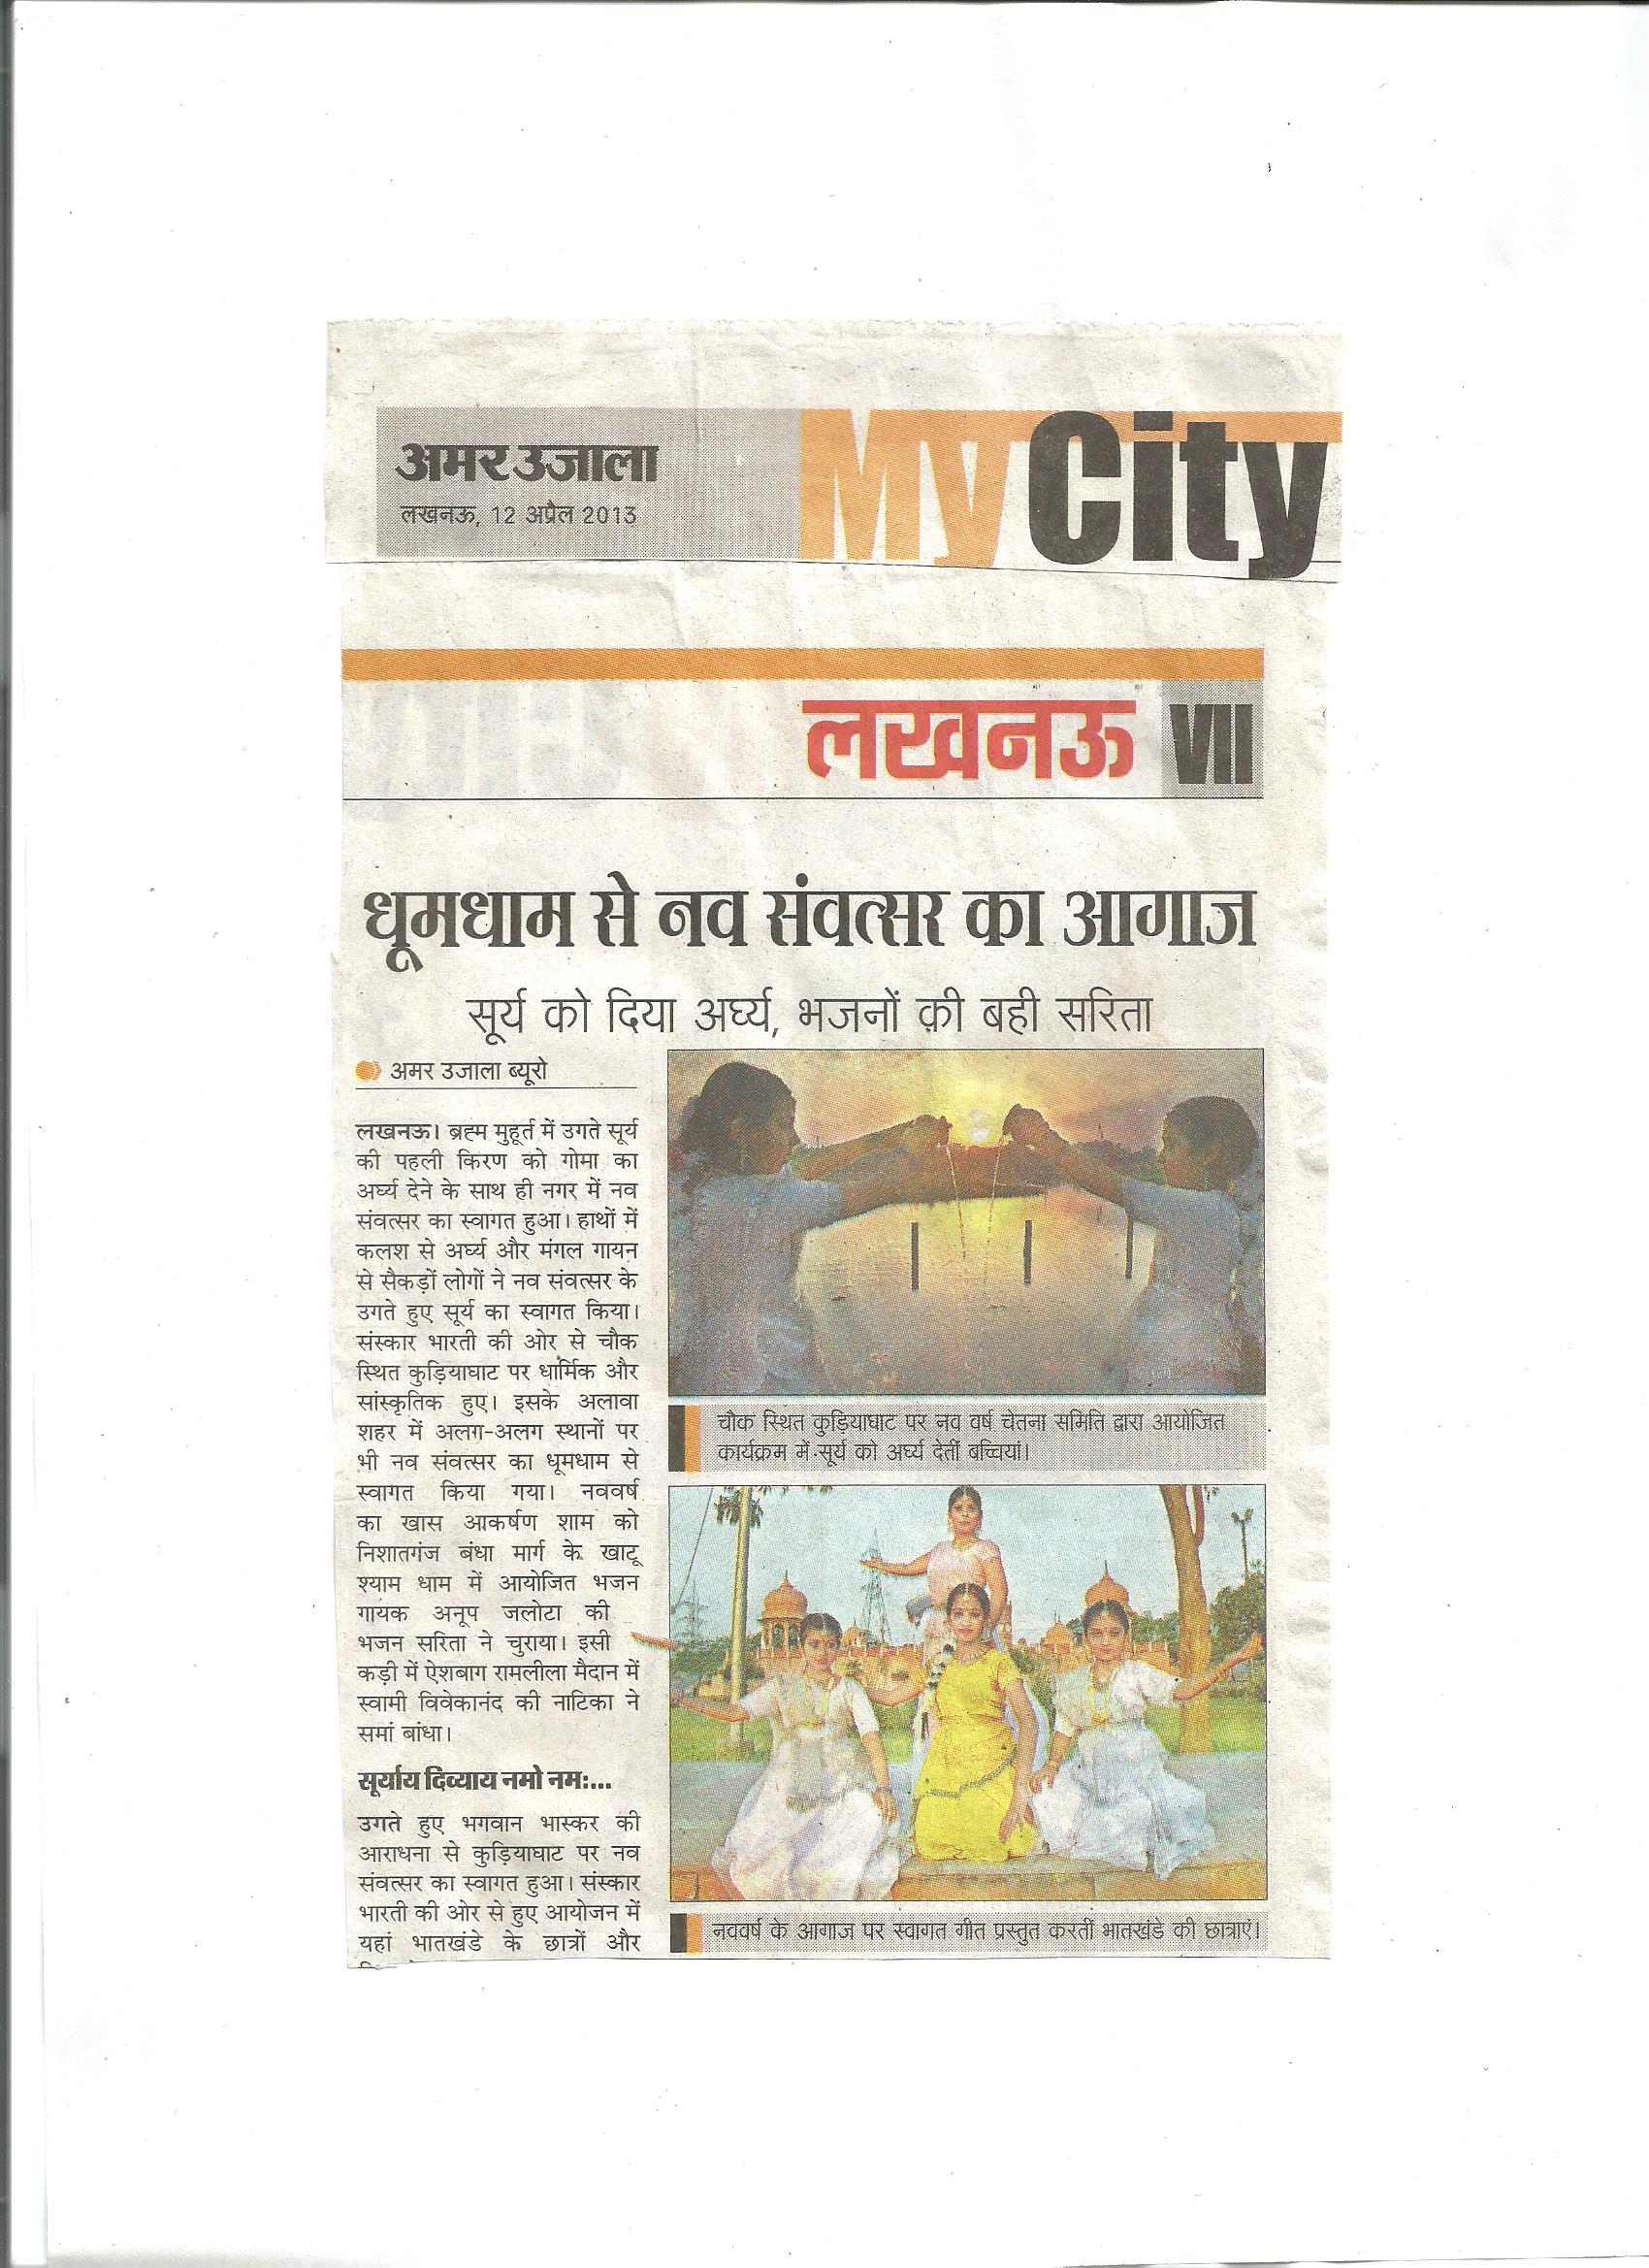 अमर उजाला
लखनऊ, 12 अप्रैल 2013
My City
लखनऊ VII
धूमधाम से नव संवत्सर का आगाज
सूर्य को दिया अर्घ्य, भजनों की बही सरिता
अमर उजाला ब्यूरो
लखनऊ। ब्रह्म मुहूर्त में उगते सूर्य
की पहली किरण को गोमा का
अर्घ्य देने के साथ ही नगर में नव
संवत्सर का स्वागत हुआ। हाथों में
कलश से अर्घ्य और मंगल गायन
से सैकड़ों लोगों ने नव संवत्सर के
उगते हुए सूर्य का स्वागत किया।
संस्कार भारती की ओर से चौक
स्थित कुड़ियाघाट पर धार्मिक और
सांस्कृतिक हुए। इसके अलावा
शहर में अलग-अलग स्थानों पर
भी नव संवत्सर का धूमधाम से
स्वागत किया गया। नववर्ष
का खास आकर्षण शाम को
निशातगंज बंधा मार्ग के खाटू
श्याम धाम में आयोजित भजन
गायक अनूप जलोटा की
भजन सरिता ने चुराया। इसी
कड़ी में ऐशबाग रामलीला मैदान में
स्वामी विवेकानंद की नाटिका ने
समां बांधा।
सूर्याय दिव्याय नमो नमः...
उगते हुए भगवान भास्कर की
आराधना से कुड़ियाघाट पर नव
संवत्सर का स्वागत हुआ। संस्कार
भारती की ओर से हुए आयोजन में
यहां भातखंडे के छात्रों और
चौक स्थित कुड़ियाघाट पर नव वर्ष चेतना समिति द्वारा आयोजित
कार्यक्रम में सूर्य को अर्घ्य देतीं बच्चियां।
नववर्ष के आगाज पर स्वागत गीत प्रस्तुत करतीं भातखंडे की छात्राएं।